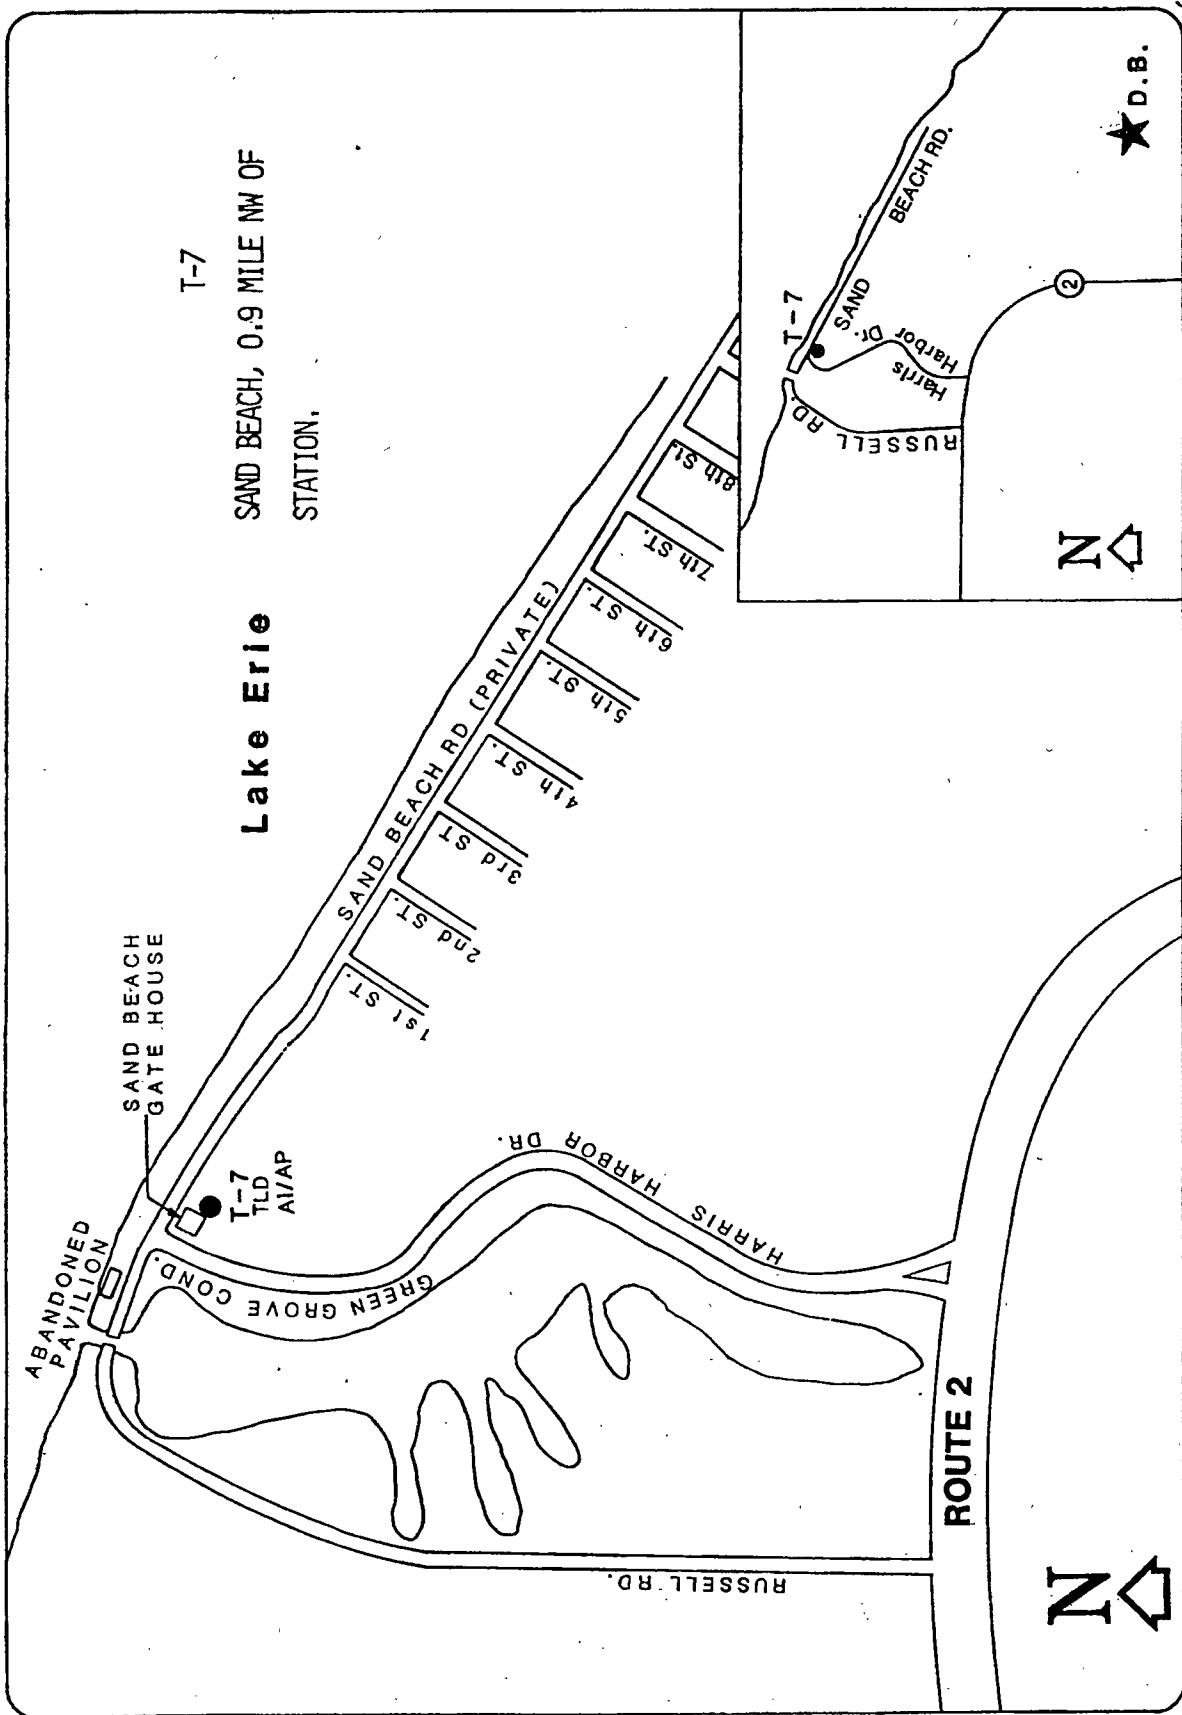 T-7
SAND BEACH, 0.9 MILE NW OF
STATION.
Lake Erie
ABANDONED
PAVILION
SAND BEACH
GATE HOUSE
T-7
TLD
AI/AP
GREEN GROVE COND.
HARRIS HARBOR DR.
SAND BEACH RD (PRIVATE)
1st ST.
2nd ST.
3rd ST
4th ST.
5th ST.
6th ST.
7th ST.
8th St.
RUSSELL RD.
ROUTE 2
N
T-7
SAND BEACH RD.
Harris
Harbor Dr.
RUSSELL RD.
2
D.B.
N